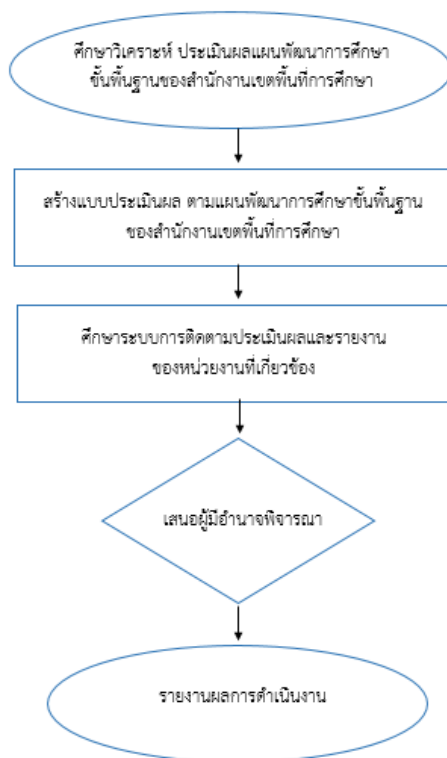 ศึกษาวิเคราะห์ ประเมินผลแผนพัฒนาการศึกษา
ขั้นพื้นฐานของสำนักงานเขตพื้นที่การศึกษา
สร้างแบบประเมินผล ตามแผนพัฒนาการศึกษาขั้นพื้นฐาน
ของสำนักงานเขตพื้นที่การศึกษา
ศึกษาระบบการติดตามประเมินผลและรายงาน
ของหน่วยงานที่เกี่ยวข้อง
เสนอผู้มีอำนาจพิจารณา
รายงานผลการดำเนินงาน